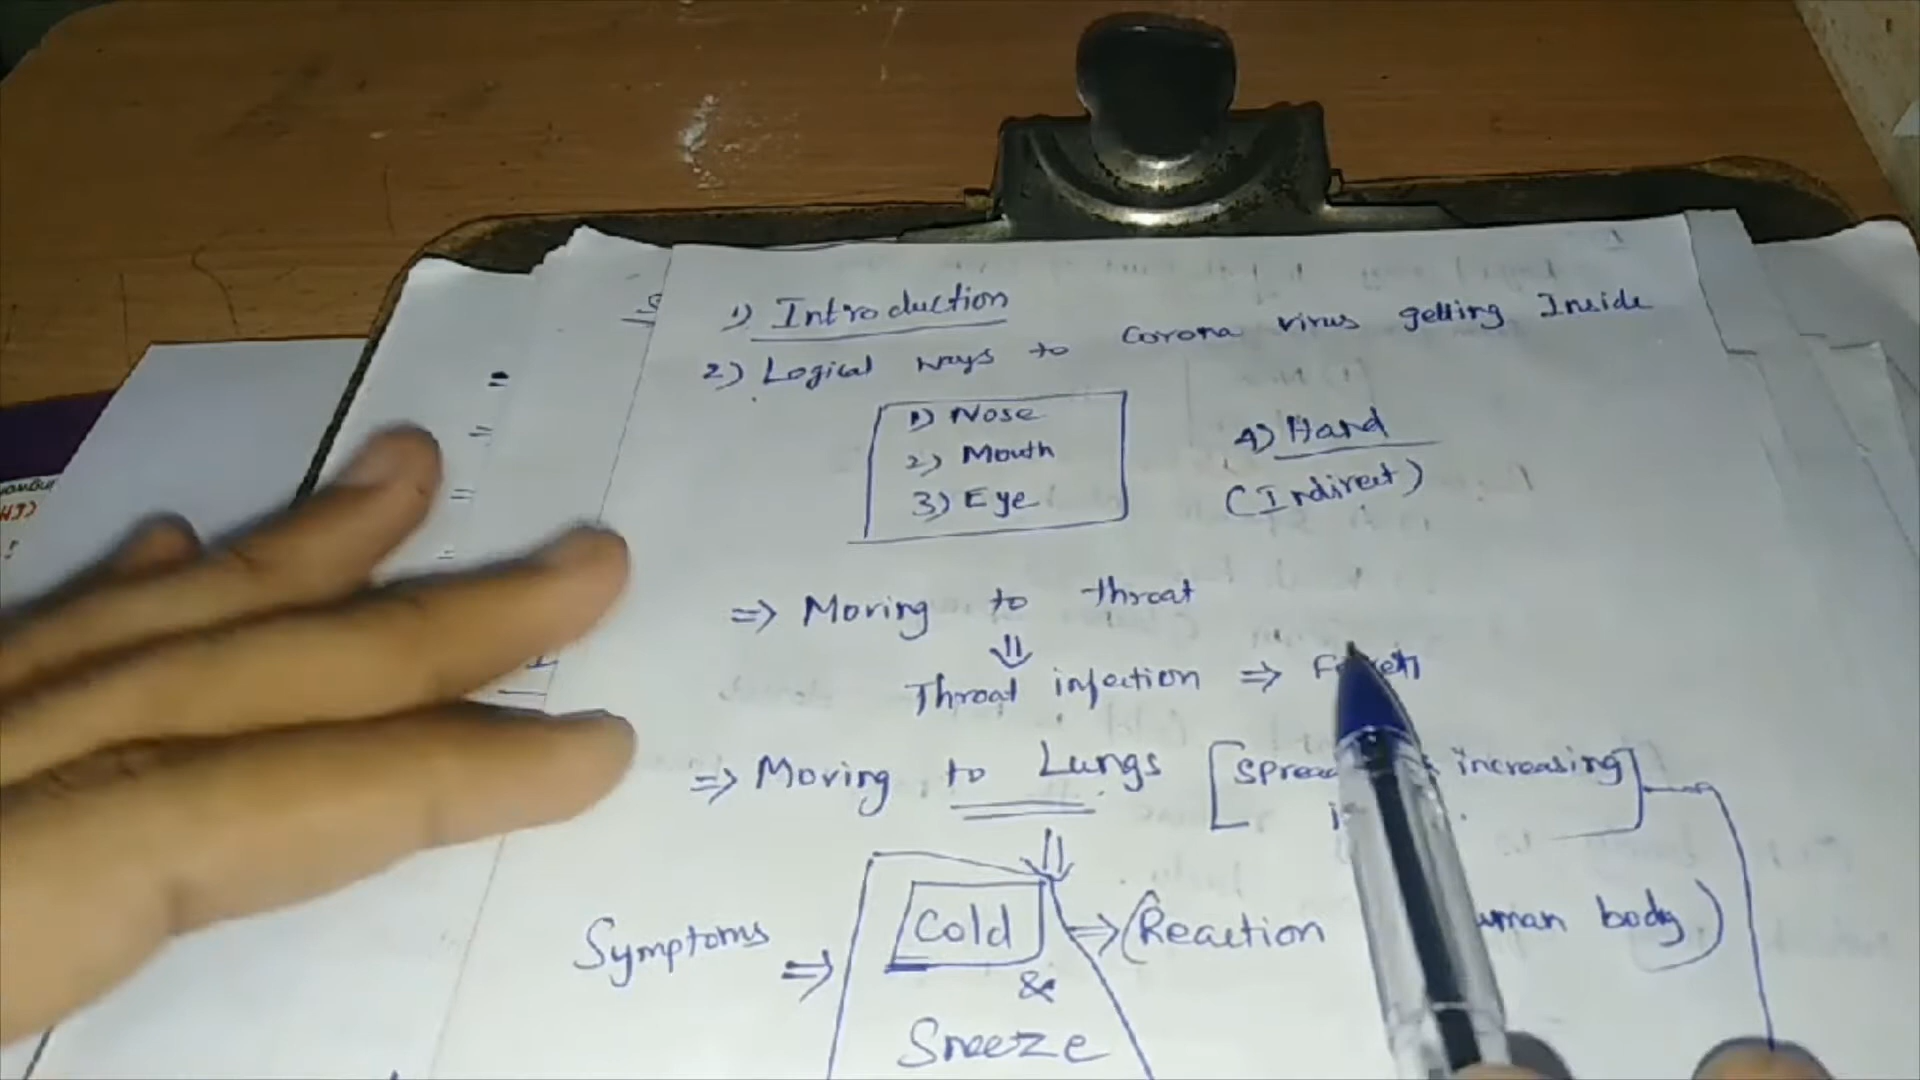 1) Introduction
2) Logical ways to Corona virus getting Inside
1) Nose
2) Mouth
3) Eye
4) Hand
(Indirect)
=> Moving to throat
Throat infection =>
=> Moving to Lungs [ increasing]
Symptoms => Cold => (Reaction body)
&
Sneeze